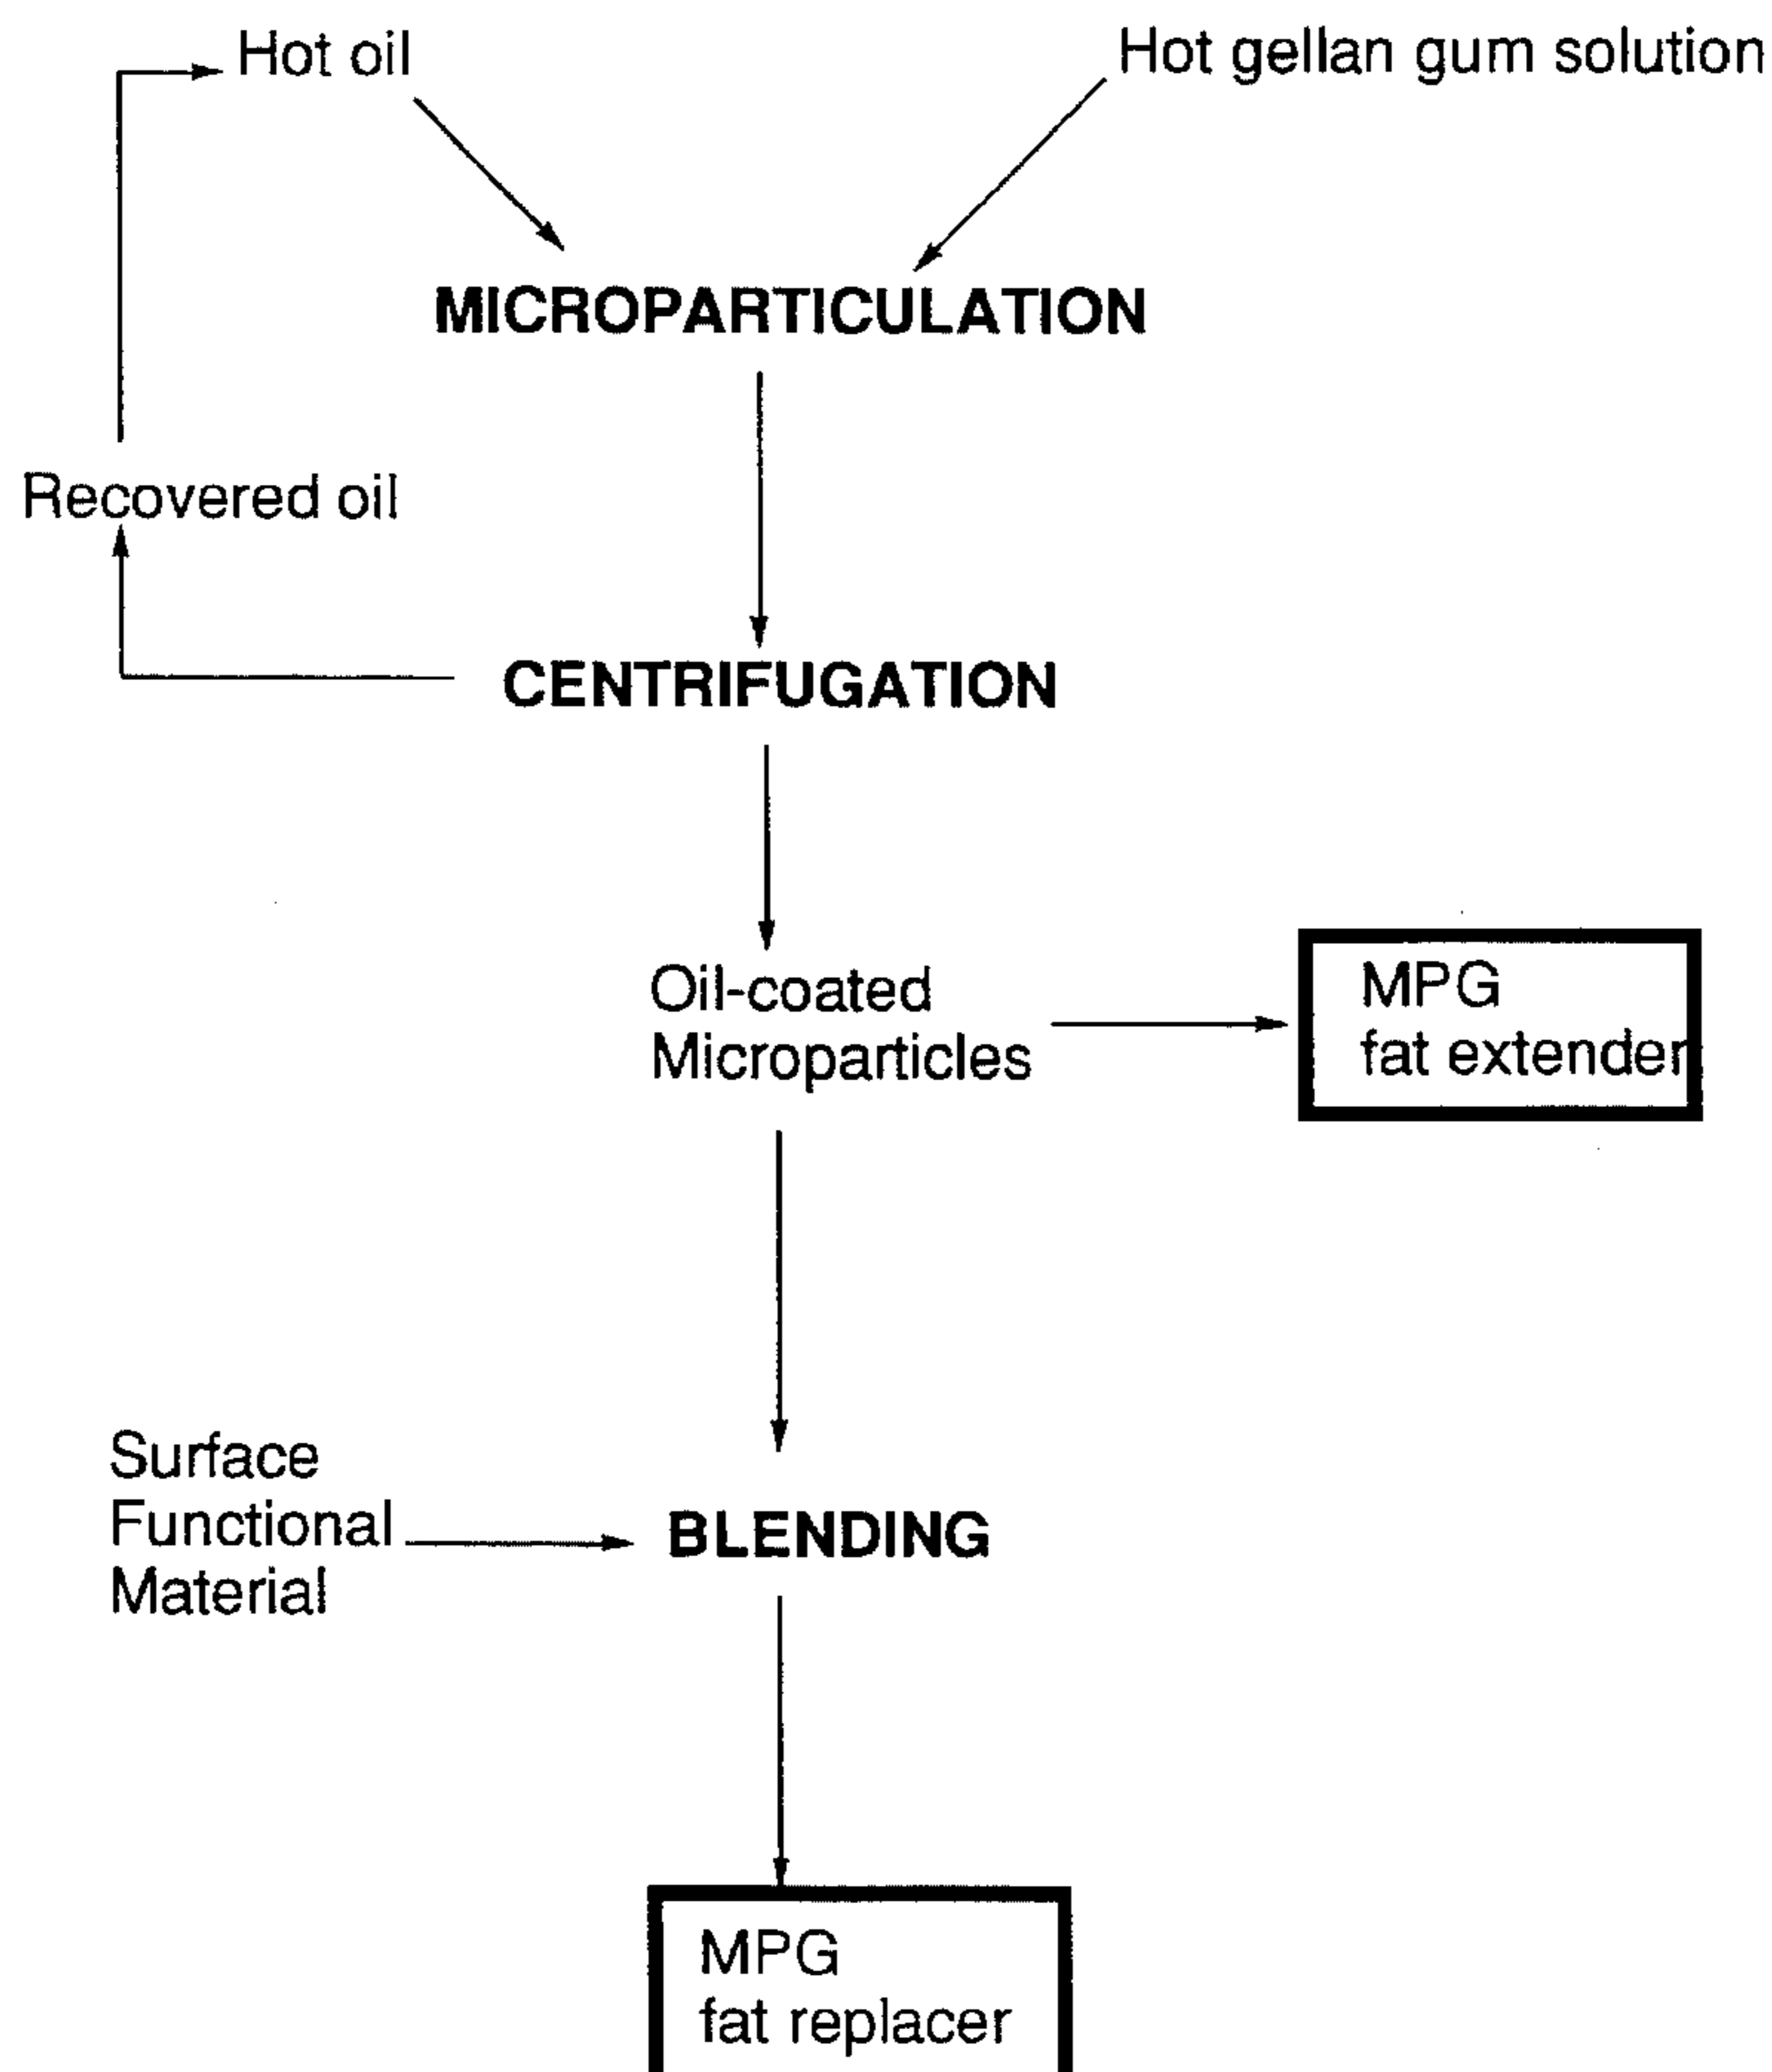 Hot oil
Hot gellan gum solution
MICROPARTICULATION
Recovered oil
CENTRIFUGATION
Oil-coated
Microparticles
MPG
fat extender
Surface
Functional
Material
BLENDING
MPG
fat replacer